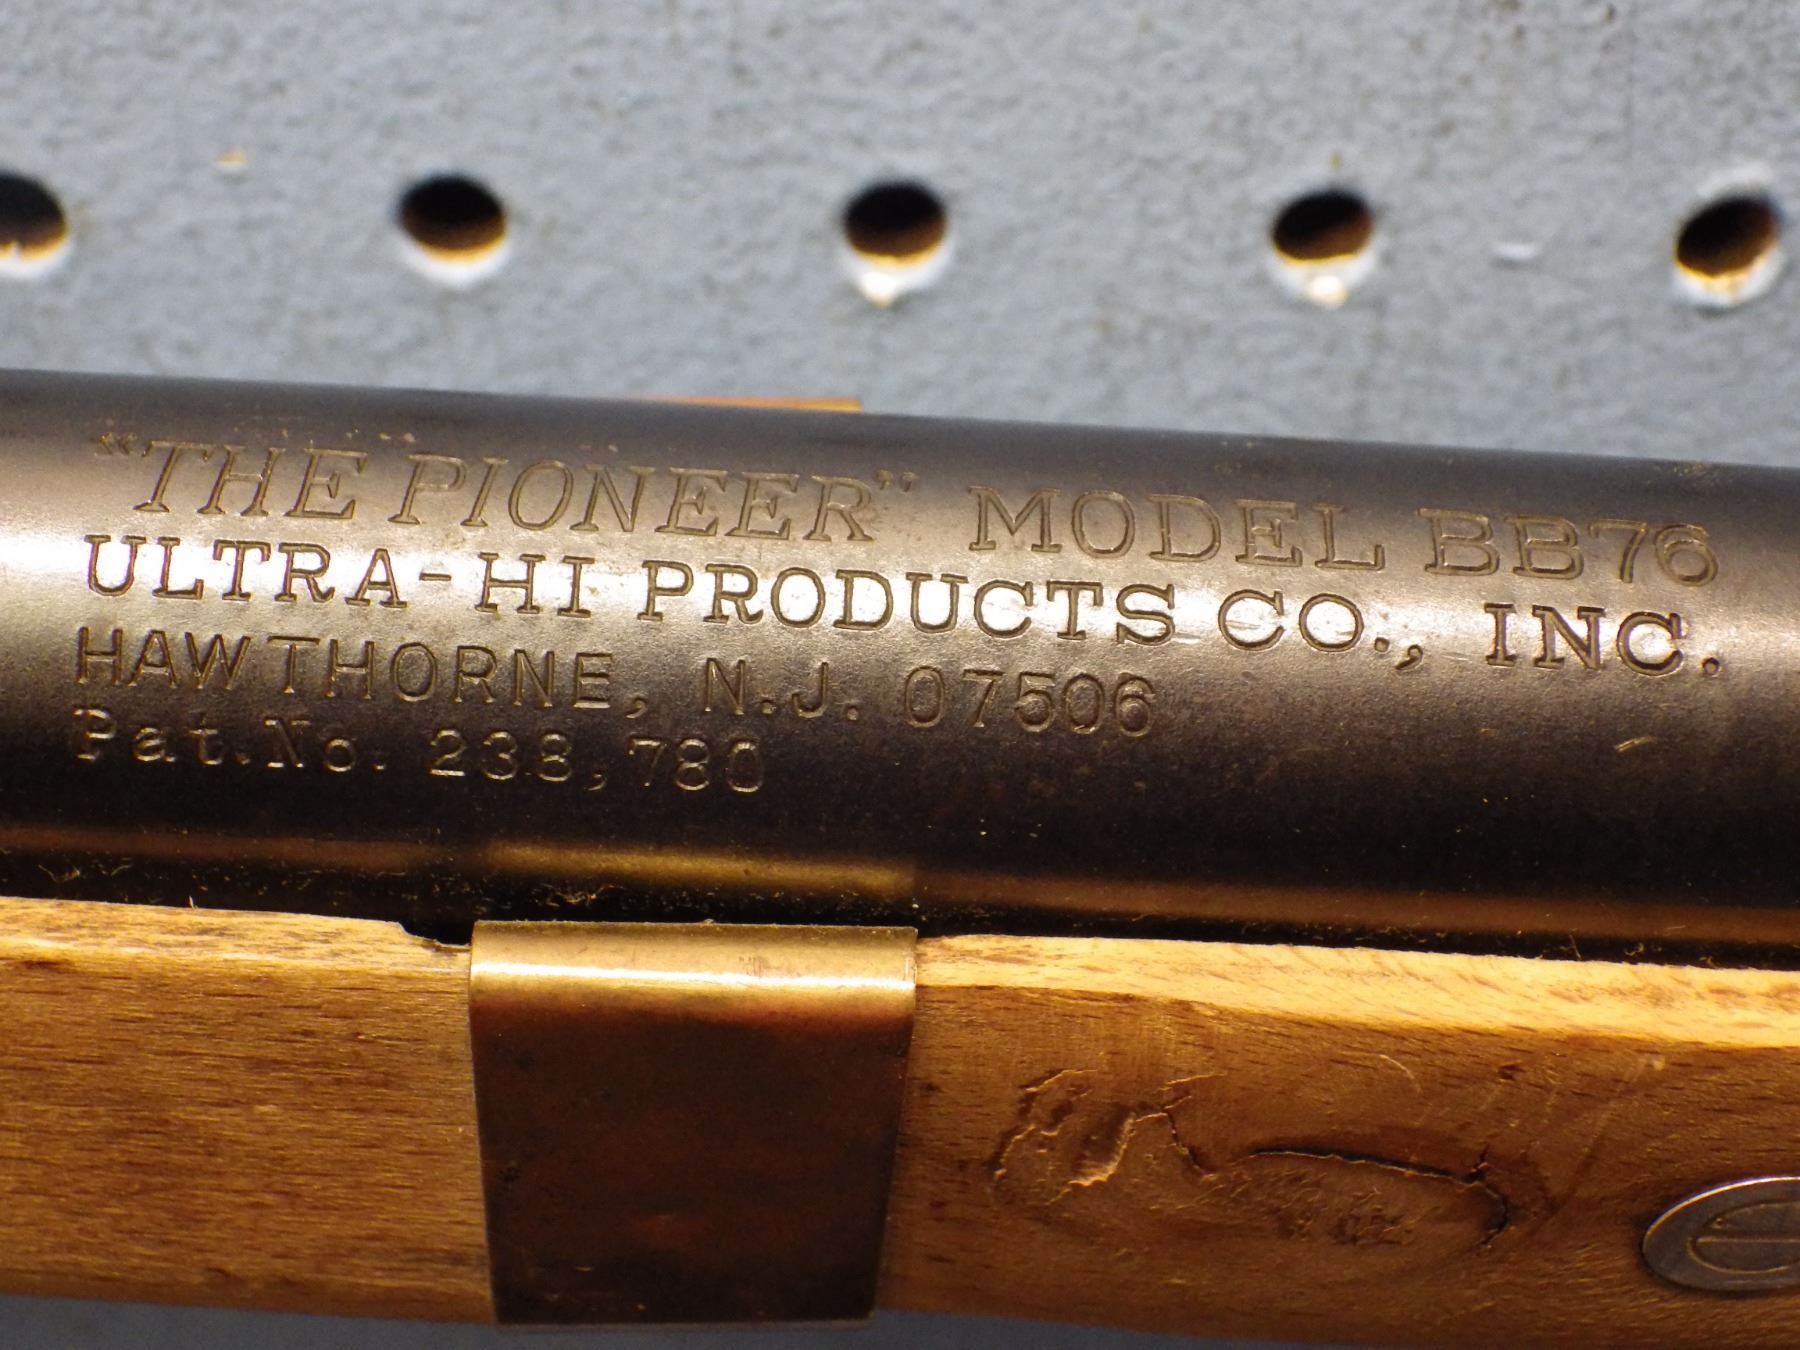 "THE PIONEER" MODEL BB76
ULTRA-HI PRODUCTS CO., INC.
HAWTHORNE, N.J. 07506
Pat.No. 238,780